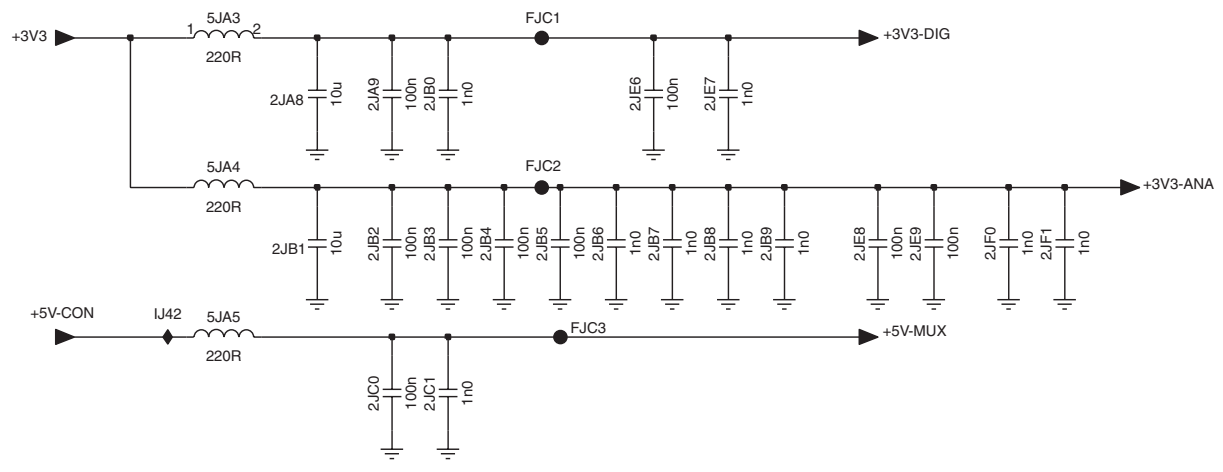 5JA3
FJC1
+3V3
1
2
+3V3-DIG
220R
2JA8
10u
2JA9
100n
2JB0
1n0
2JE6
100n
2JE7
1n0
5JA4
FJC2
+3V3-ANA
220R
2JB1
10u
2JB2
100n
2JB3
100n
2JB4
100n
2JB5
100n
2JB6
1n0
2JB7
1n0
2JB8
1n0
2JB9
1n0
2JE8
100n
2JE9
100n
2JF0
1n0
2JF1
1n0
+5V-CON
IJ42
5JA5
FJC3
+5V-MUX
220R
2JC0
100n
2JC1
1n0